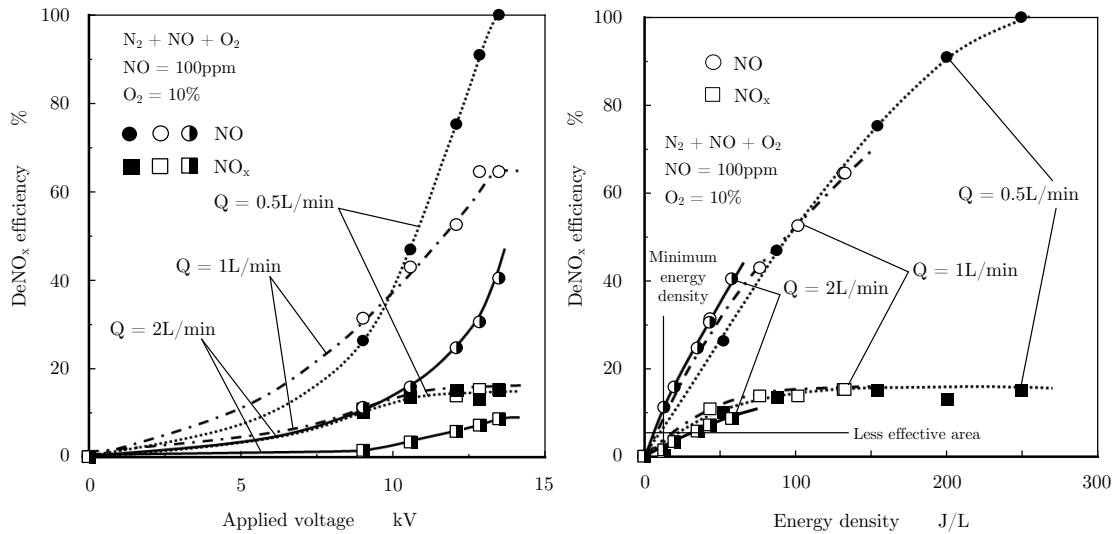 DeNOₓ efficiency %
100
80
60
40
20
0
N₂ + NO + O₂
NO = 100ppm
O₂ = 10%
NO
NOₓ
Q = 0.5L/min
Q = 1L/min
Q = 2L/min
0
5
10
15
Applied voltage kV
DeNOₓ efficiency %
100
80
60
40
20
0
NO
NOₓ
N₂ + NO + O₂
NO = 100ppm
O₂ = 10%
Q = 0.5L/min
Minimum
energy
density
Q = 1L/min
Q = 2L/min
Less effective area
0
100
200
300
Energy density J/L